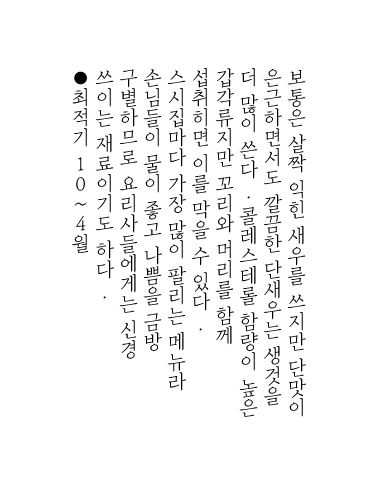 보통은 살짝 익힌 새우를 쓰지만 단맛이
은근하면서도 깔끔한 단새우는 생것을
더 많이 쓴다. 콜레스테롤 함량이 높은
갑각류지만 꼬리와 머리를 함께
섭취히면 이를 막을 수 있다.
스시집마다 가장 많이 팔리는 메뉴라
손님들이 물이 좋고 나쁨을 금방
구별하므로 요리사들에게는 신경
쓰이는 재료이기도 하다.
●최적기 10~4월